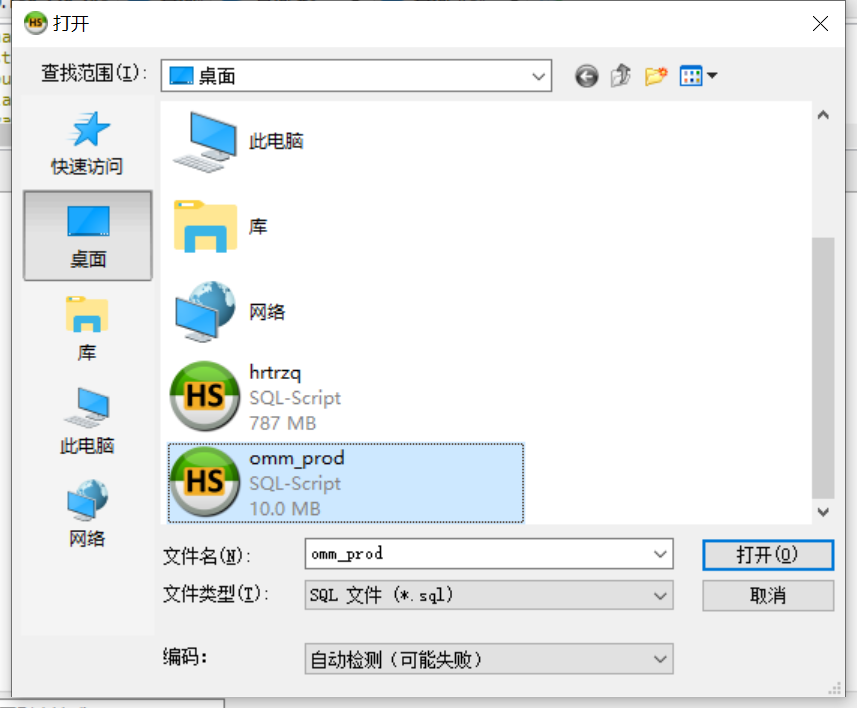 打开
查找范围(I):
桌面
快速访问
桌面
库
此电脑
网络
此电脑
库
网络
HS
hrtrzq
SQL-Script
787 MB
HS
omm_prod
SQL-Script
10.0 MB
文件名(N):
omm_prod
打开(O)
文件类型(T):
SQL 文件 (*.sql)
取消
编码:
自动检测 (可能失败)